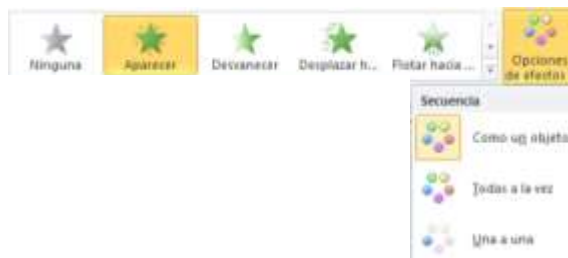 Ninguna
Aparecer
Desvanecer
Desplazar h...
Flotar hacia ...
Opciones
de efectos
Secuencia
Como un objeto
Todas a la vez
Una a una